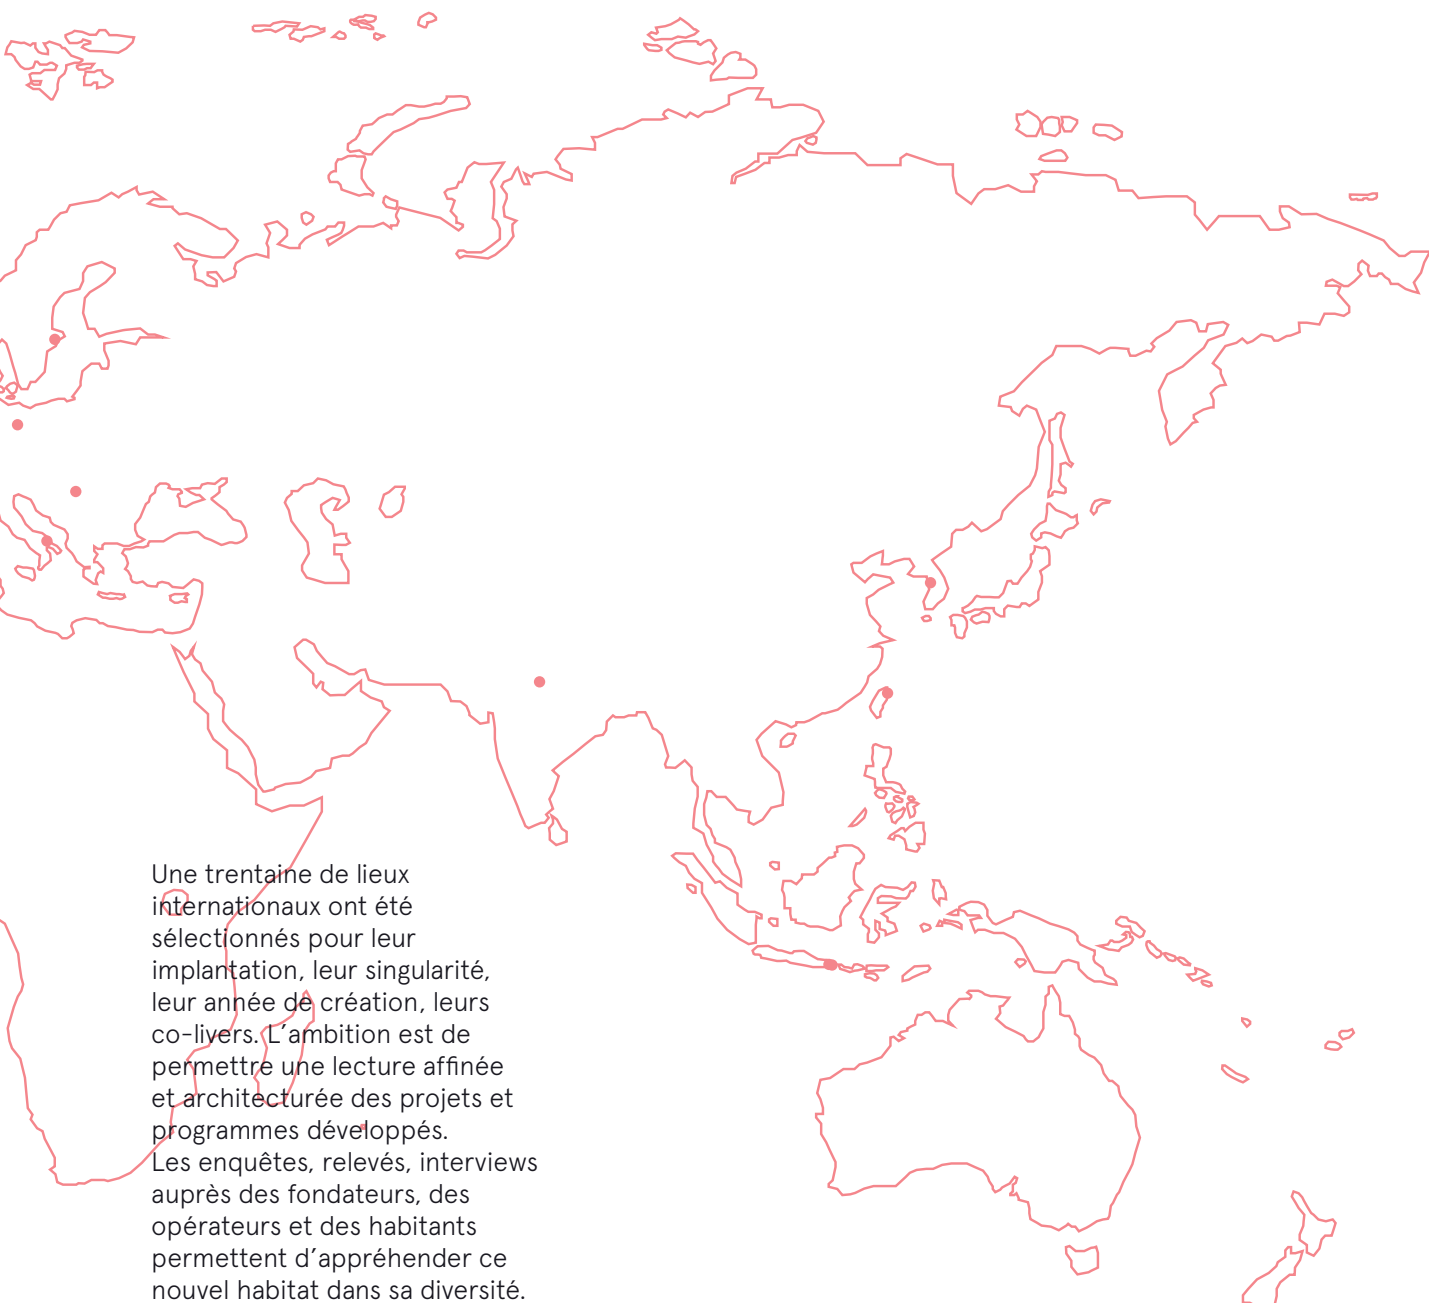 Une trentaine de lieux
internationaux ont été
sélectionnés pour leur
implantation, leur singularité,
leur année de création, leurs
co-livers. L’ambition est de
permettre une lecture affinée
et architecturée des projets et
programmes développés.
Les enquêtes, relevés, interviews
auprès des fondateurs, des
opérateurs et des habitants
permettent d’appréhender ce
nouvel habitat dans sa diversité.